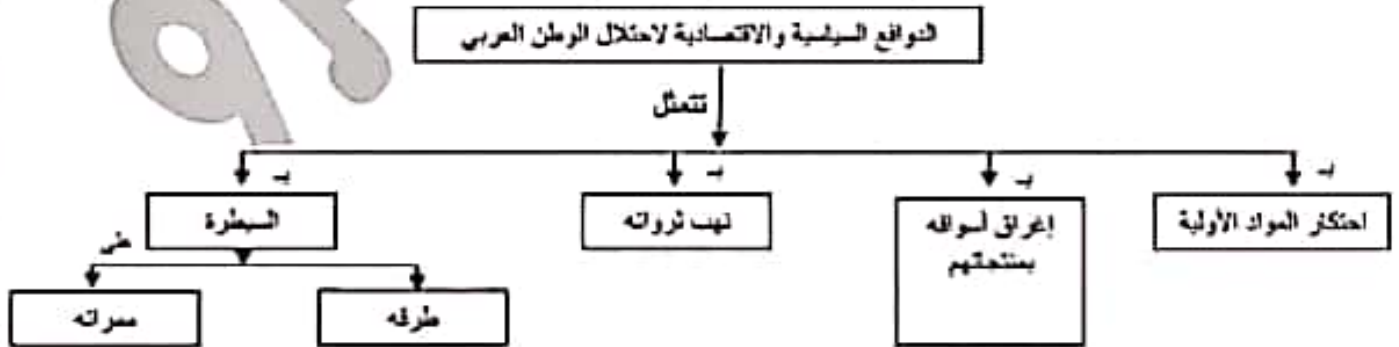 الدوافع السياسية والاقتصادية لاحتلال الوطن العربي
تتمثل
بـ
احتكار المواد الأولية
بـ
إغراق أسواقه
بمنتجاتهم
بـ
نهب ثرواته
بـ
السيطرة
على
طرقه
ممراته